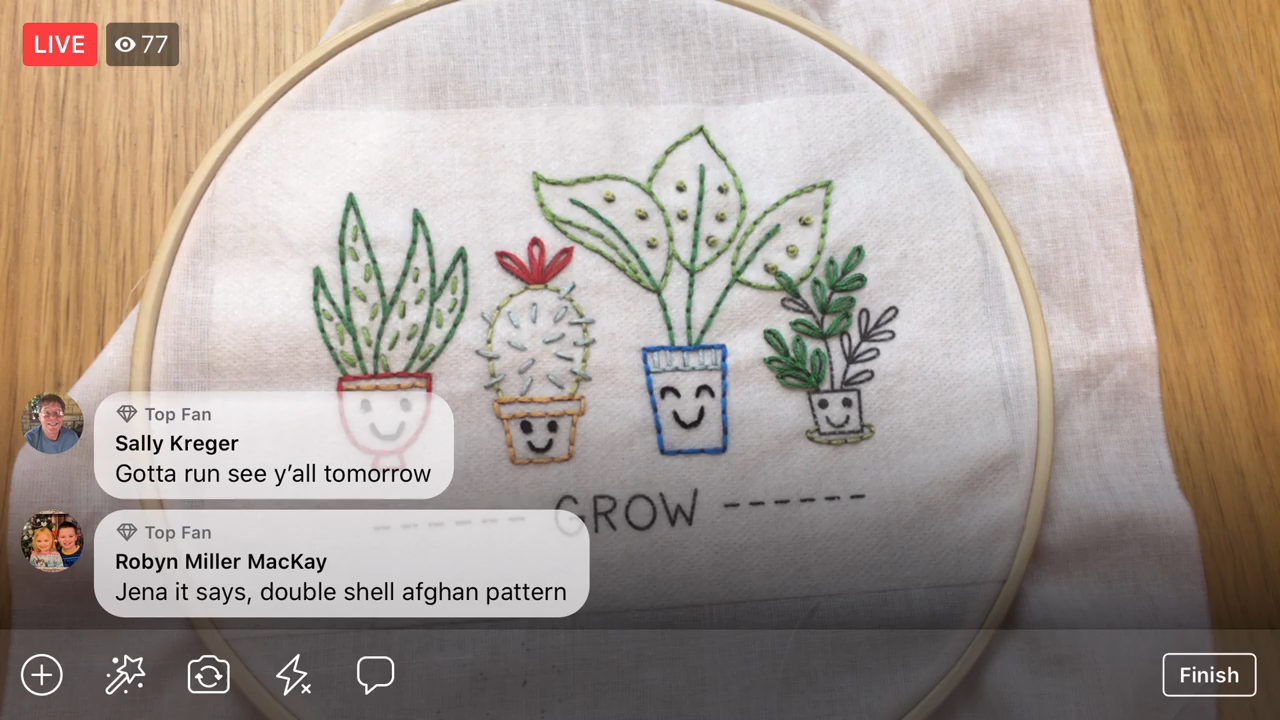 LIVE 77
GROW
Top Fan
Sally Kreger
Gotta run see y’all tomorrow
Top Fan
Robyn Miller MacKay
Jena it says, double shell afghan pattern
Finish